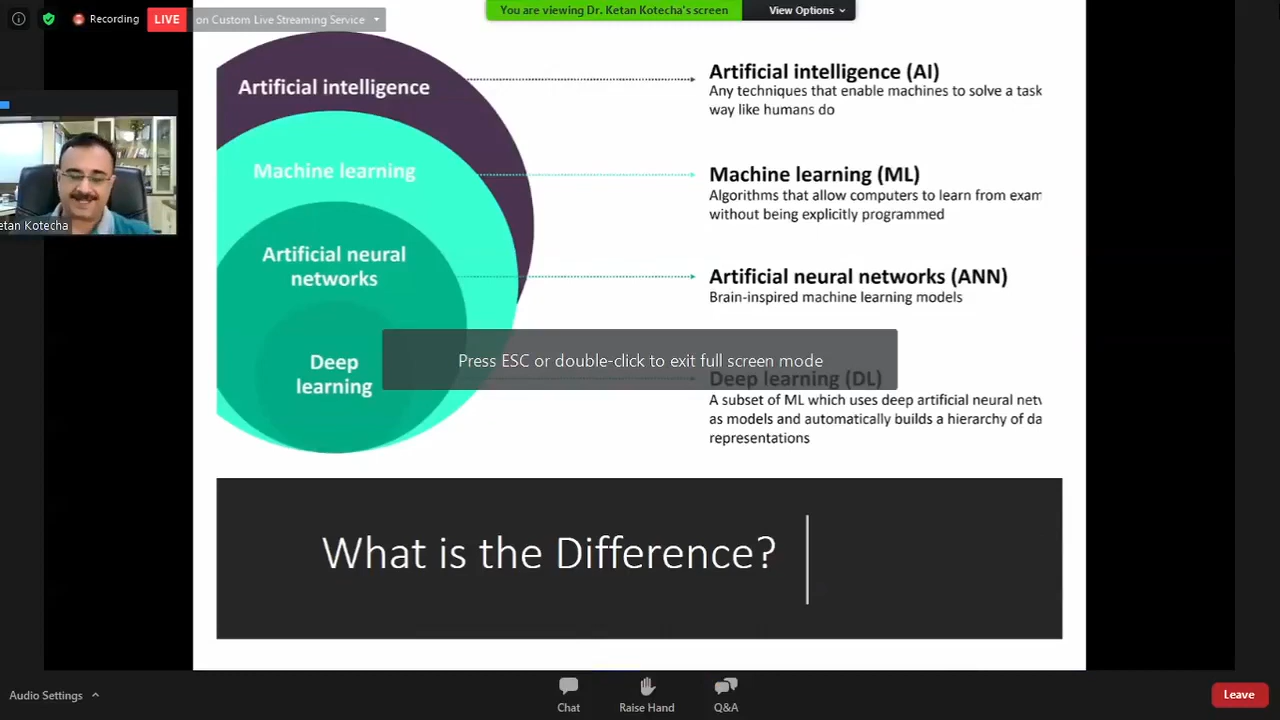 Recording
LIVE
on Custom Live Streaming Service
You are viewing Dr. Ketan Kotecha's screen
View Options
etan Kotecha
Artificial intelligence
Machine learning
Artificial neural
networks
Deep
learning
Artificial intelligence (AI)
Any techniques that enable machines to solve a task
way like humans do
Machine learning (ML)
Algorithms that allow computers to learn from exam
without being explicitly programmed
Artificial neural networks (ANN)
Brain-inspired machine learning models
Press ESC or double-click to exit full screen mode
Deep learning (DL)
A subset of ML which uses deep artificial neural netw
as models and automatically builds a hierarchy of da
representations
What is the Difference?
Audio Settings
Chat
Raise Hand
Q&A
Leave